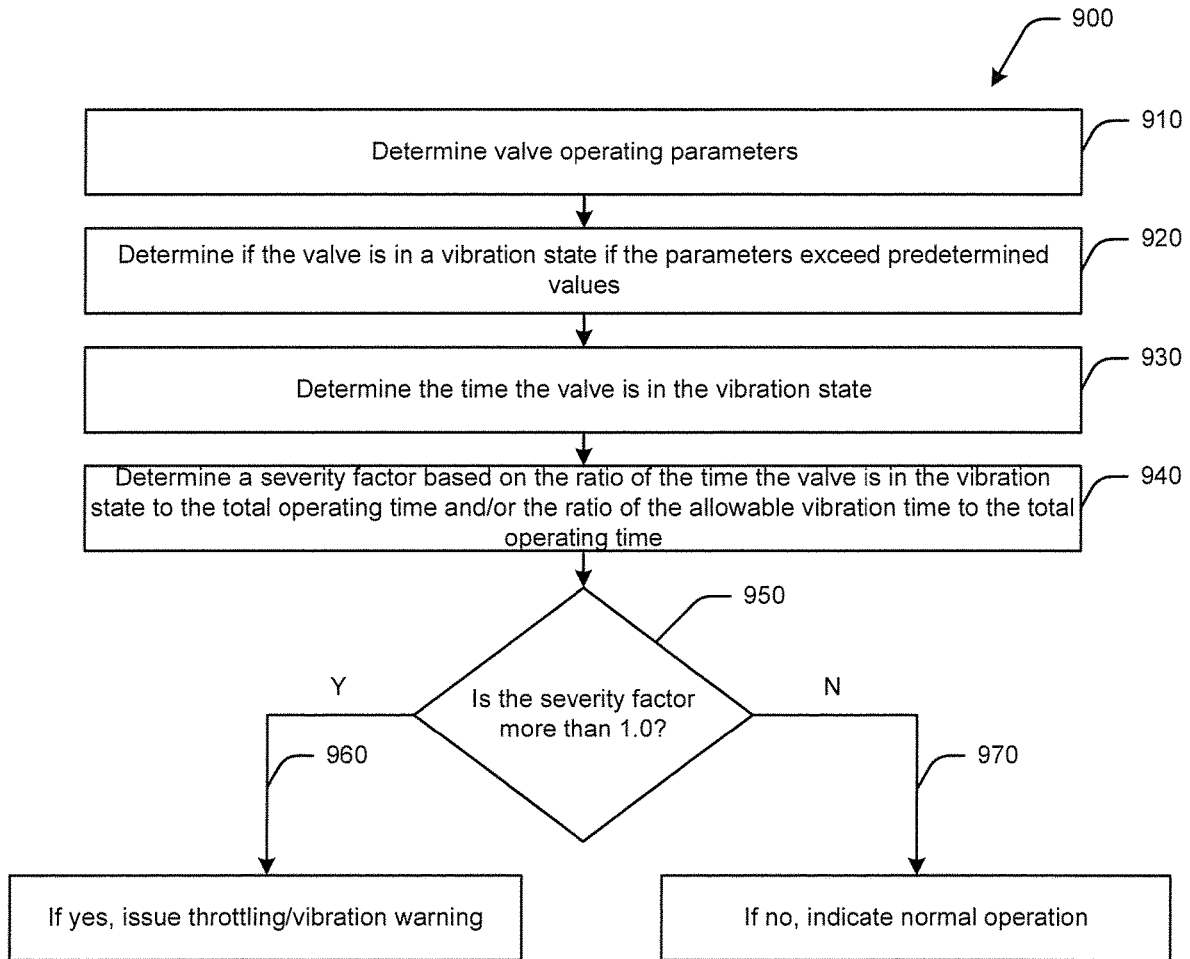 900
910
Determine valve operating parameters
920
Determine if the valve is in a vibration state if the parameters exceed predetermined
values
930
Determine the time the valve is in the vibration state
940
Determine a severity factor based on the ratio of the time the valve is in the vibration
state to the total operating time and/or the ratio of the allowable vibration time to the total
operating time
950
Is the severity factor
more than 1.0?
Y
N
960
970
If yes, issue throttling/vibration warning
If no, indicate normal operation